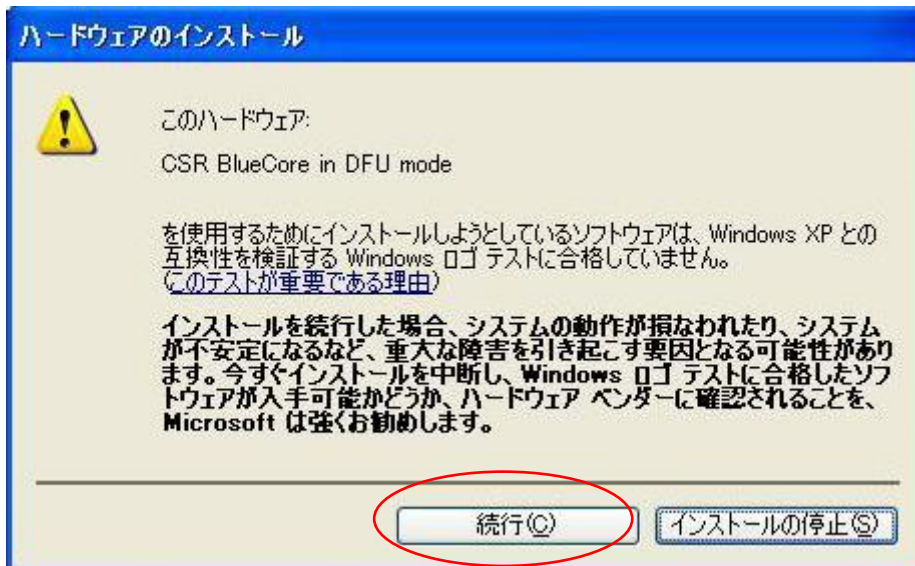 ハードウェアのインストール
このハードウェア:
CSR BlueCore in DFU mode
を使用するためにインストールしようとしているソフトウェアは、Windows XP との
互換性を検証する Windows ロゴ テストに合格していません。
(このテストが重要である理由)
インストールを続行した場合、システムの動作が損なわれたり、システム
が不安定になるなど、重大な障害を引き起こす要因となる可能性があり
ます。今すぐインストールを中断し、Windows ロゴ テストに合格したソフ
トウェアが入手可能かどうか、ハードウェア ベンダーに確認されることを、
Microsoft は強くお勧めします。
続行(C) インストールの停止(S)